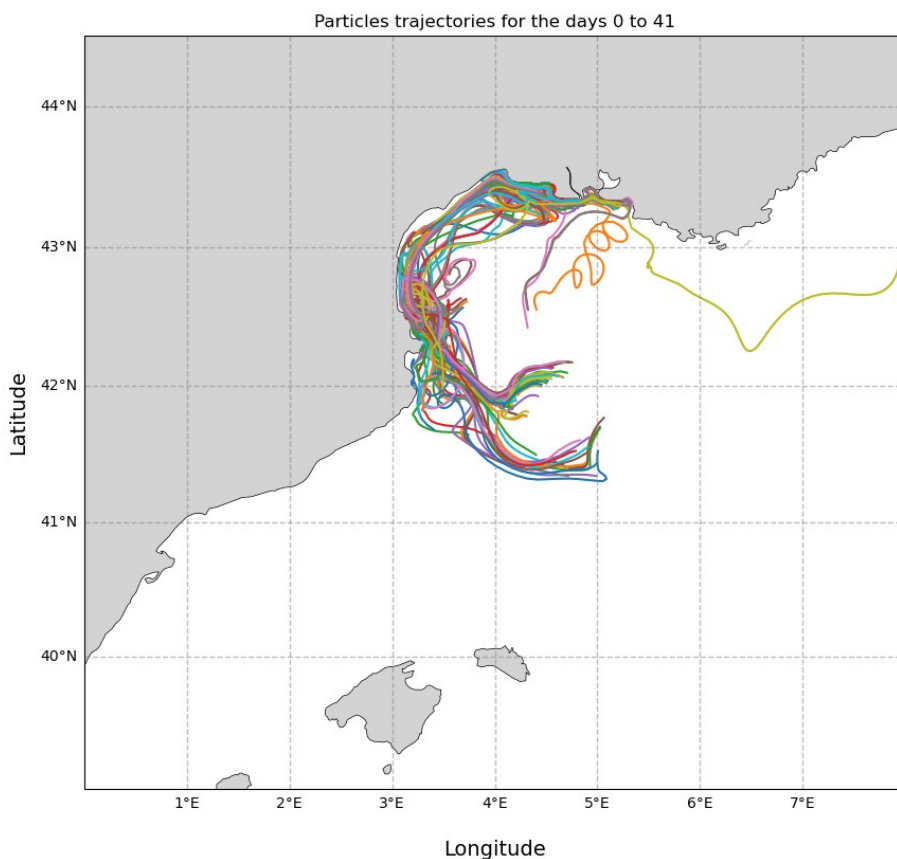 Particles trajectories for the days 0 to 41
44°N
43°N
42°N
41°N
40°N
Latitude
1°E 2°E 3°E 4°E 5°E 6°E 7°E
Longitude